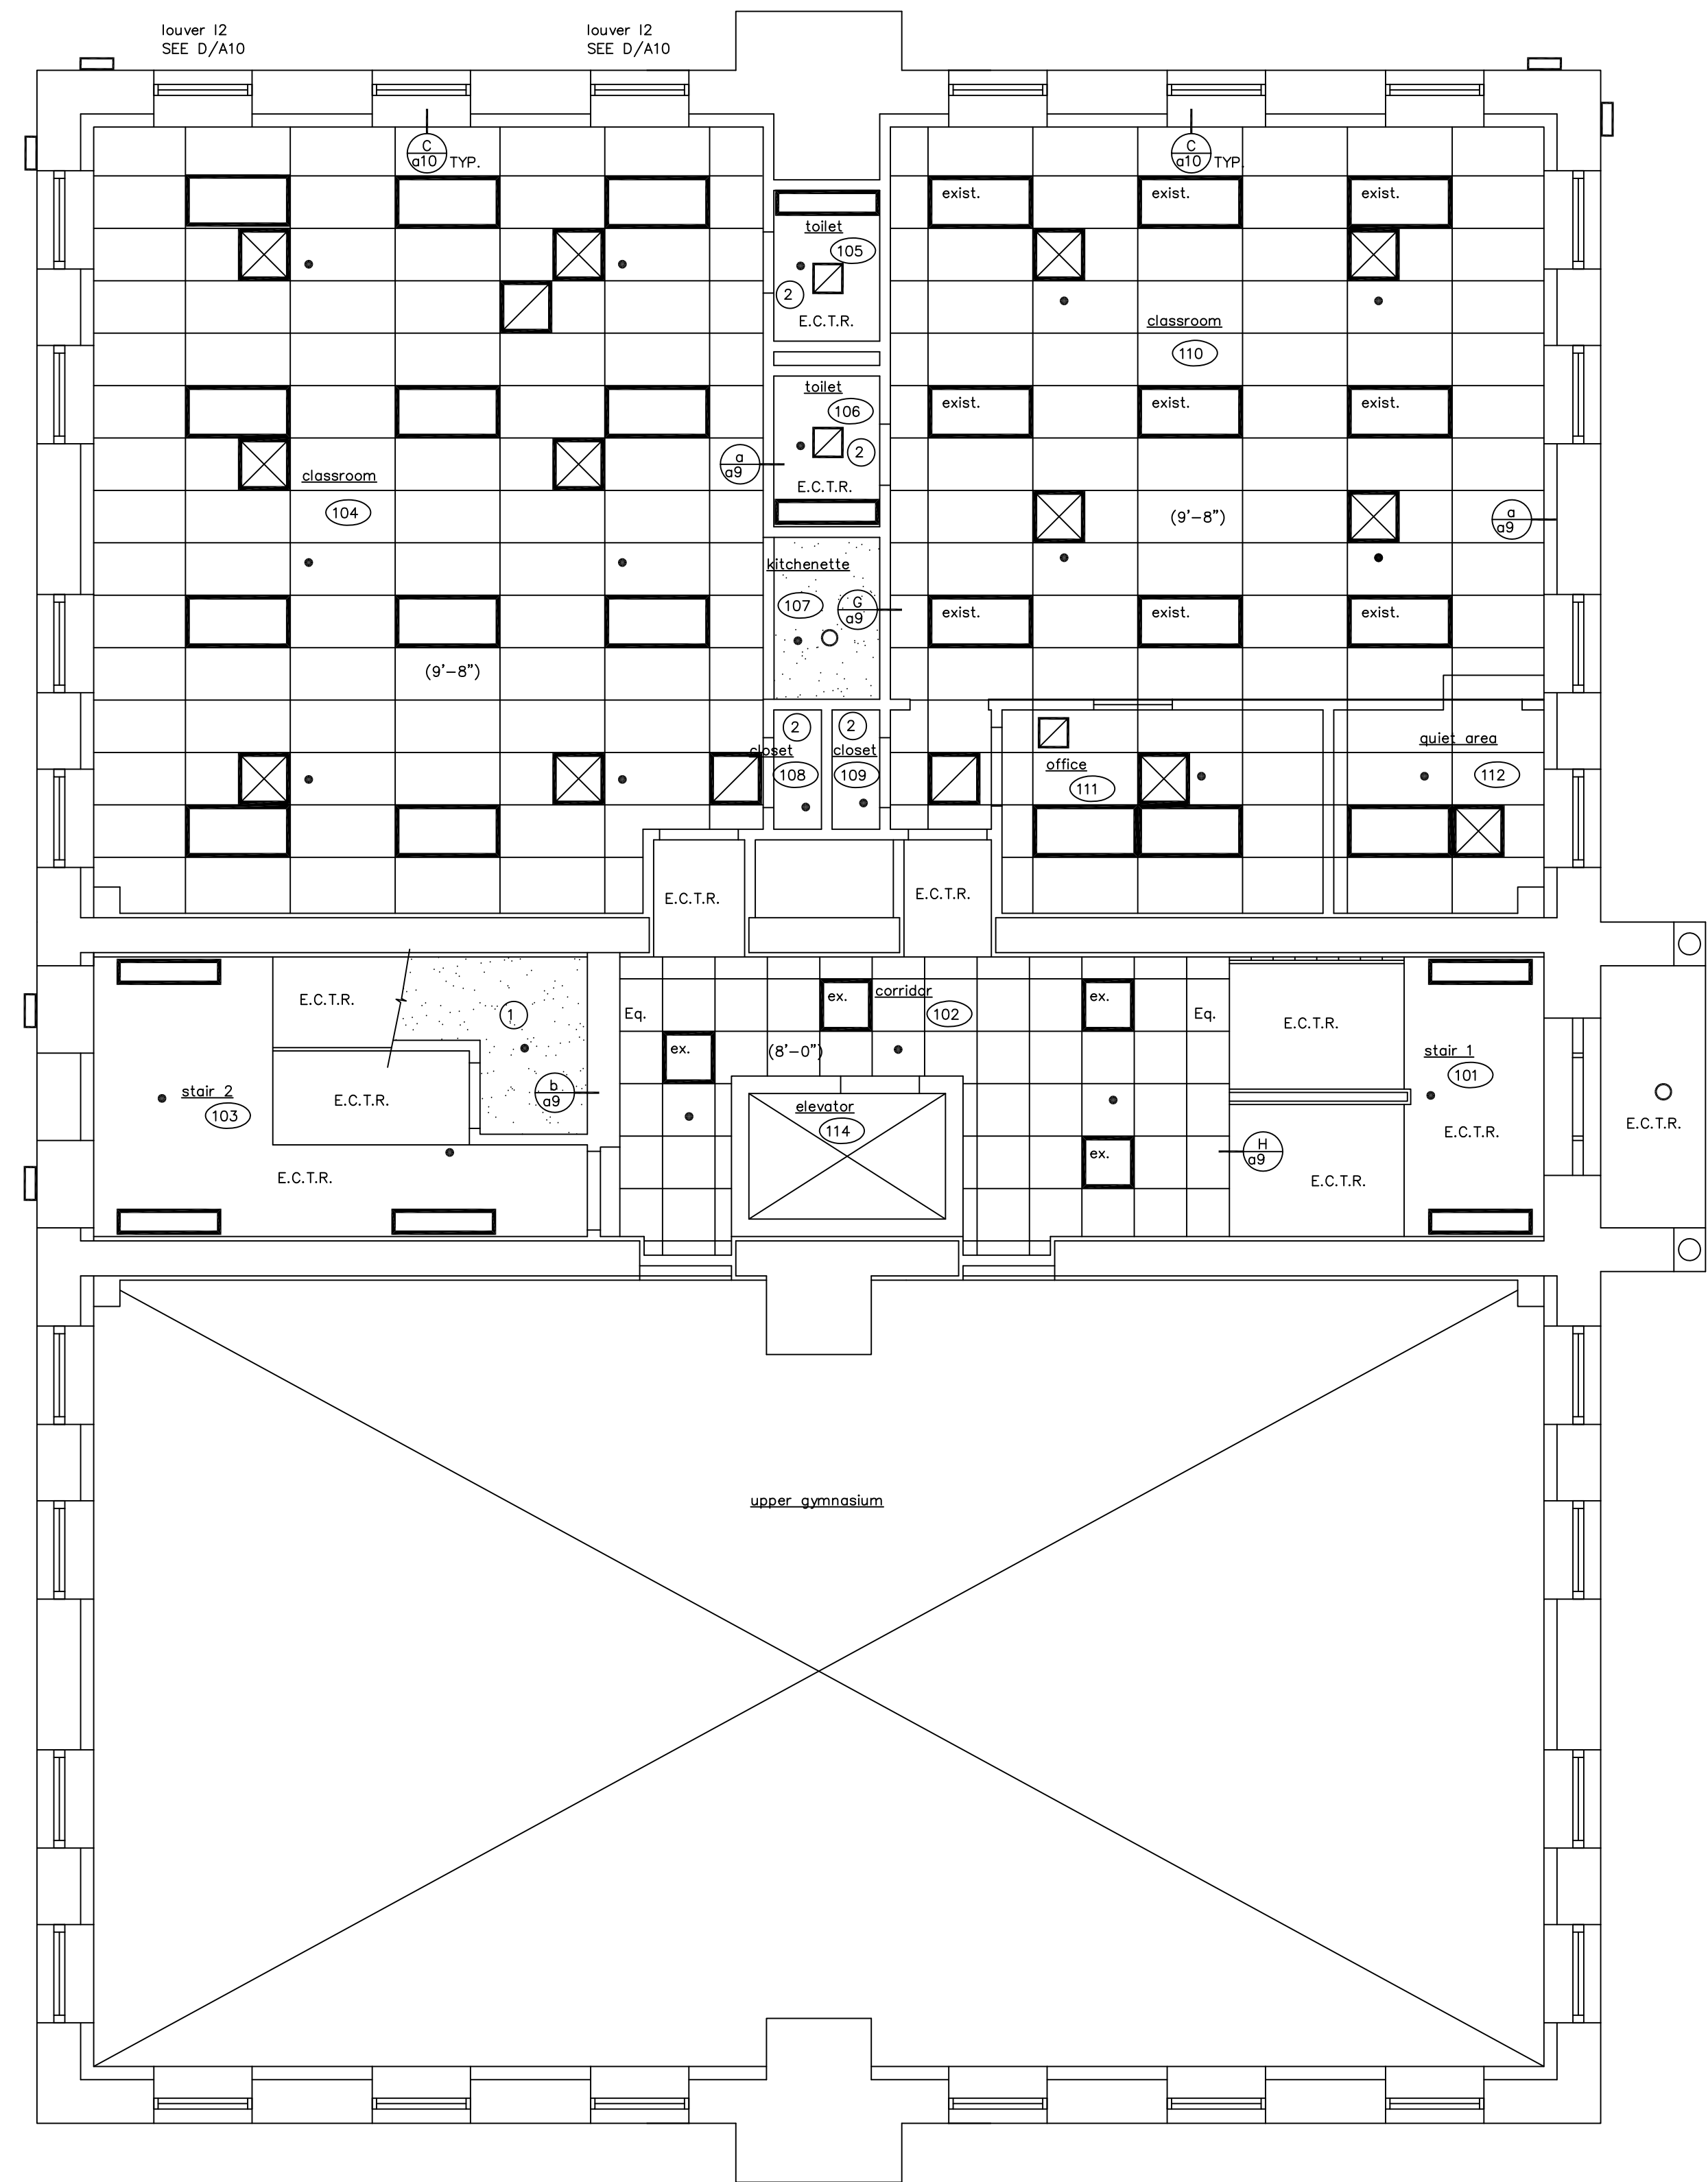 louver l2
SEE D/A10
louver l2
SEE D/A10
C
a10
TYP.
C
a10
TYP.
exist.
exist.
exist.
toilet
105
2
E.C.T.R.
classroom
110
toilet
106
2
E.C.T.R.
a
a9
exist.
exist.
exist.
classroom
104
(9'-8")
a
a9
kitchenette
107
G
a9
exist.
exist.
exist.
(9'-8")
2
closet
108
2
closet
109
office
111
quiet area
112
E.C.T.R.
E.C.T.R.
E.C.T.R.
1
Eq.
ex.
ex.
corridor
102
(8'-0")
ex.
Eq.
E.C.T.R.
stair 1
101
stair 2
103
E.C.T.R.
b
a9
elevator
114
ex.
H
a9
E.C.T.R.
E.C.T.R.
E.C.T.R.
E.C.T.R.
upper gymnasium